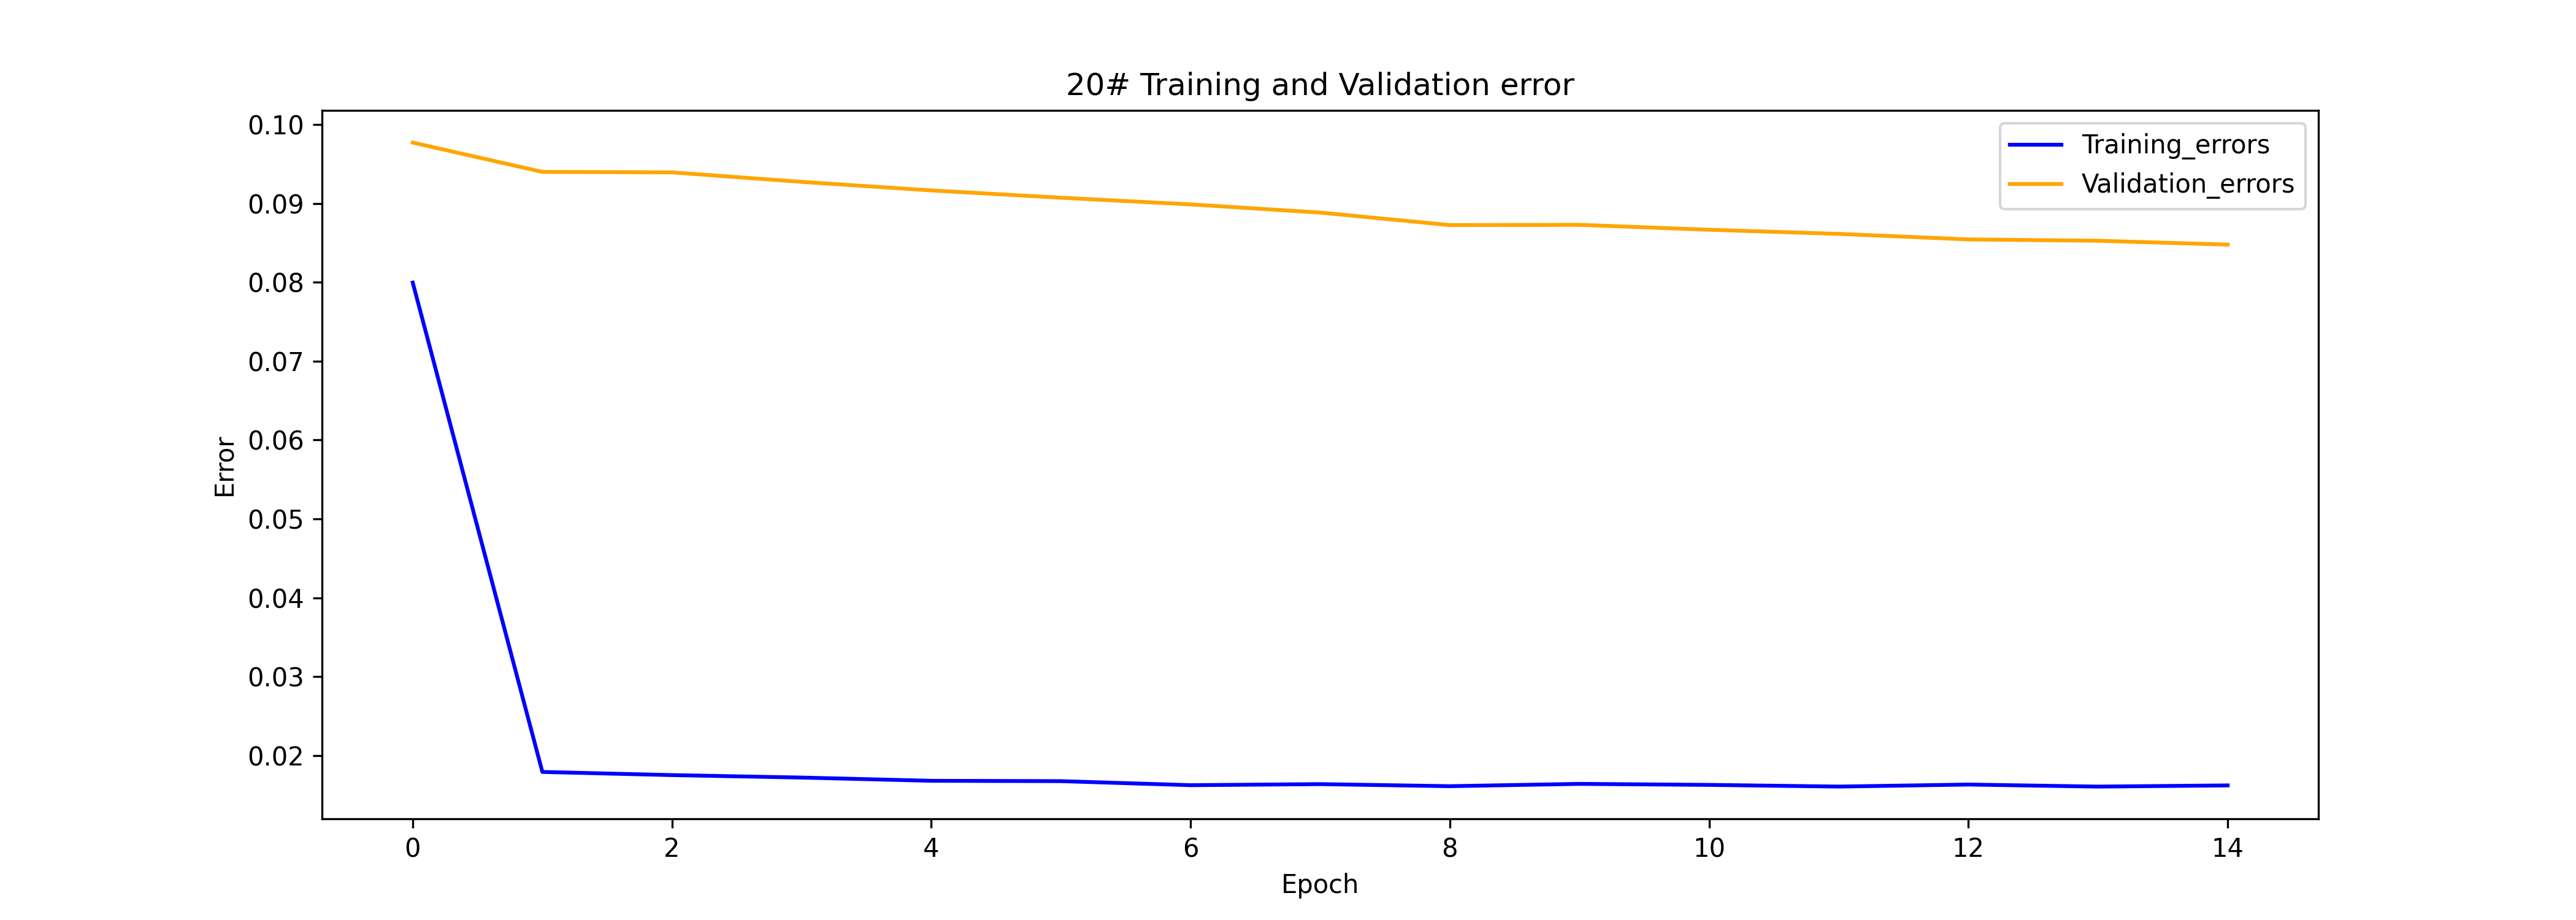 20# Training and Validation error
Training_errors
Validation_errors
0.10
0.09
0.08
0.07
0.06
0.05
0.04
0.03
0.02
Error
0 2 4 6 8 10 12 14
Epoch